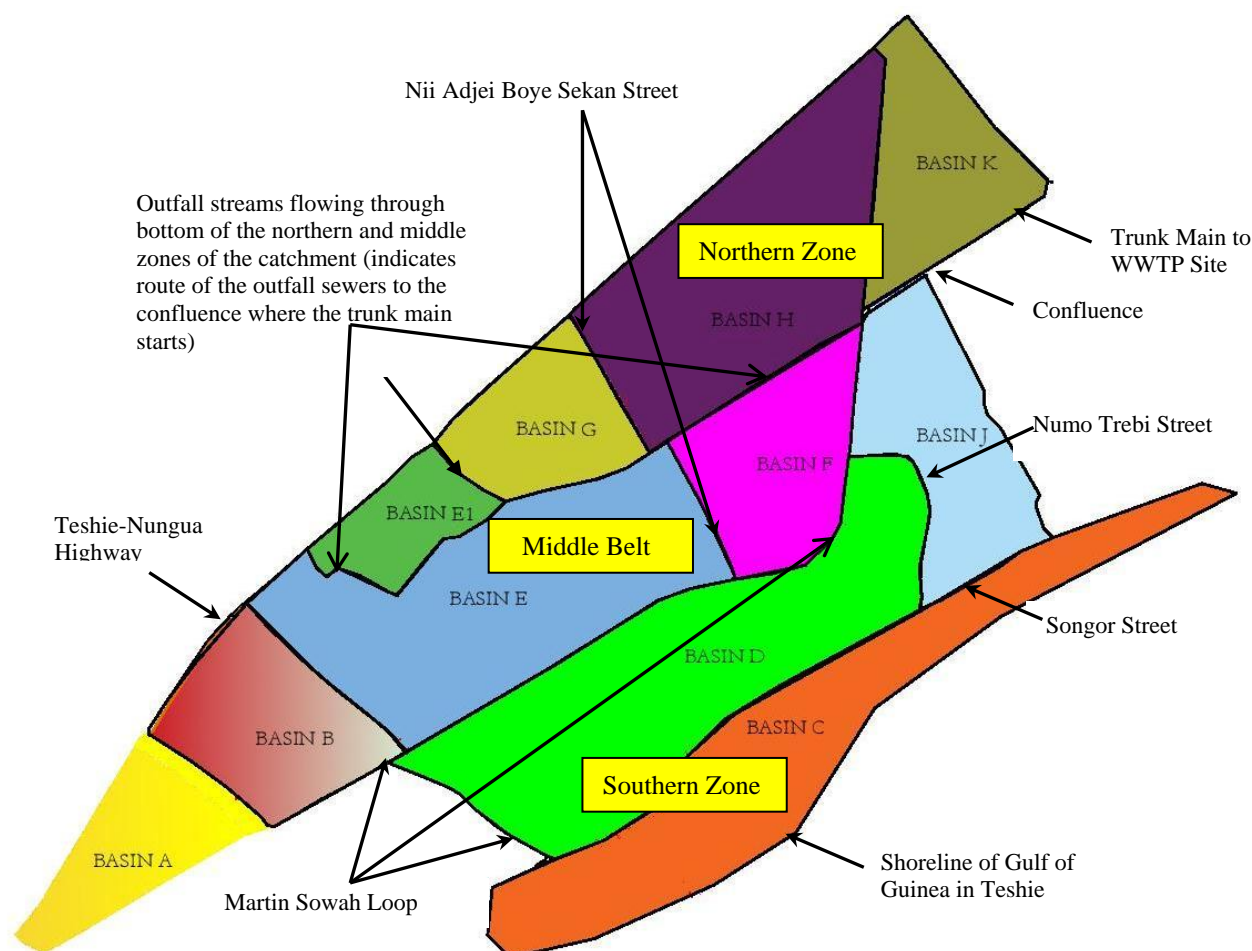 Nii Adjei Boye Sekan Street
BASIN K
Outfall streams flowing through
bottom of the northern and middle
zones of the catchment (indicates
route of the outfall sewers to the
confluence where the trunk main
starts)
Northern Zone
Trunk Main to
WWTP Site
Confluence
BASIN H
BASIN G
BASIN J
Numo Trebi Street
BASIN F
BASIN E1
Teshie-Nungua
Highway
Middle Belt
BASIN E
Songor Street
BASIN D
BASIN B
BASIN C
Southern Zone
BASIN A
Shoreline of Gulf of
Guinea in Teshie
Martin Sowah Loop